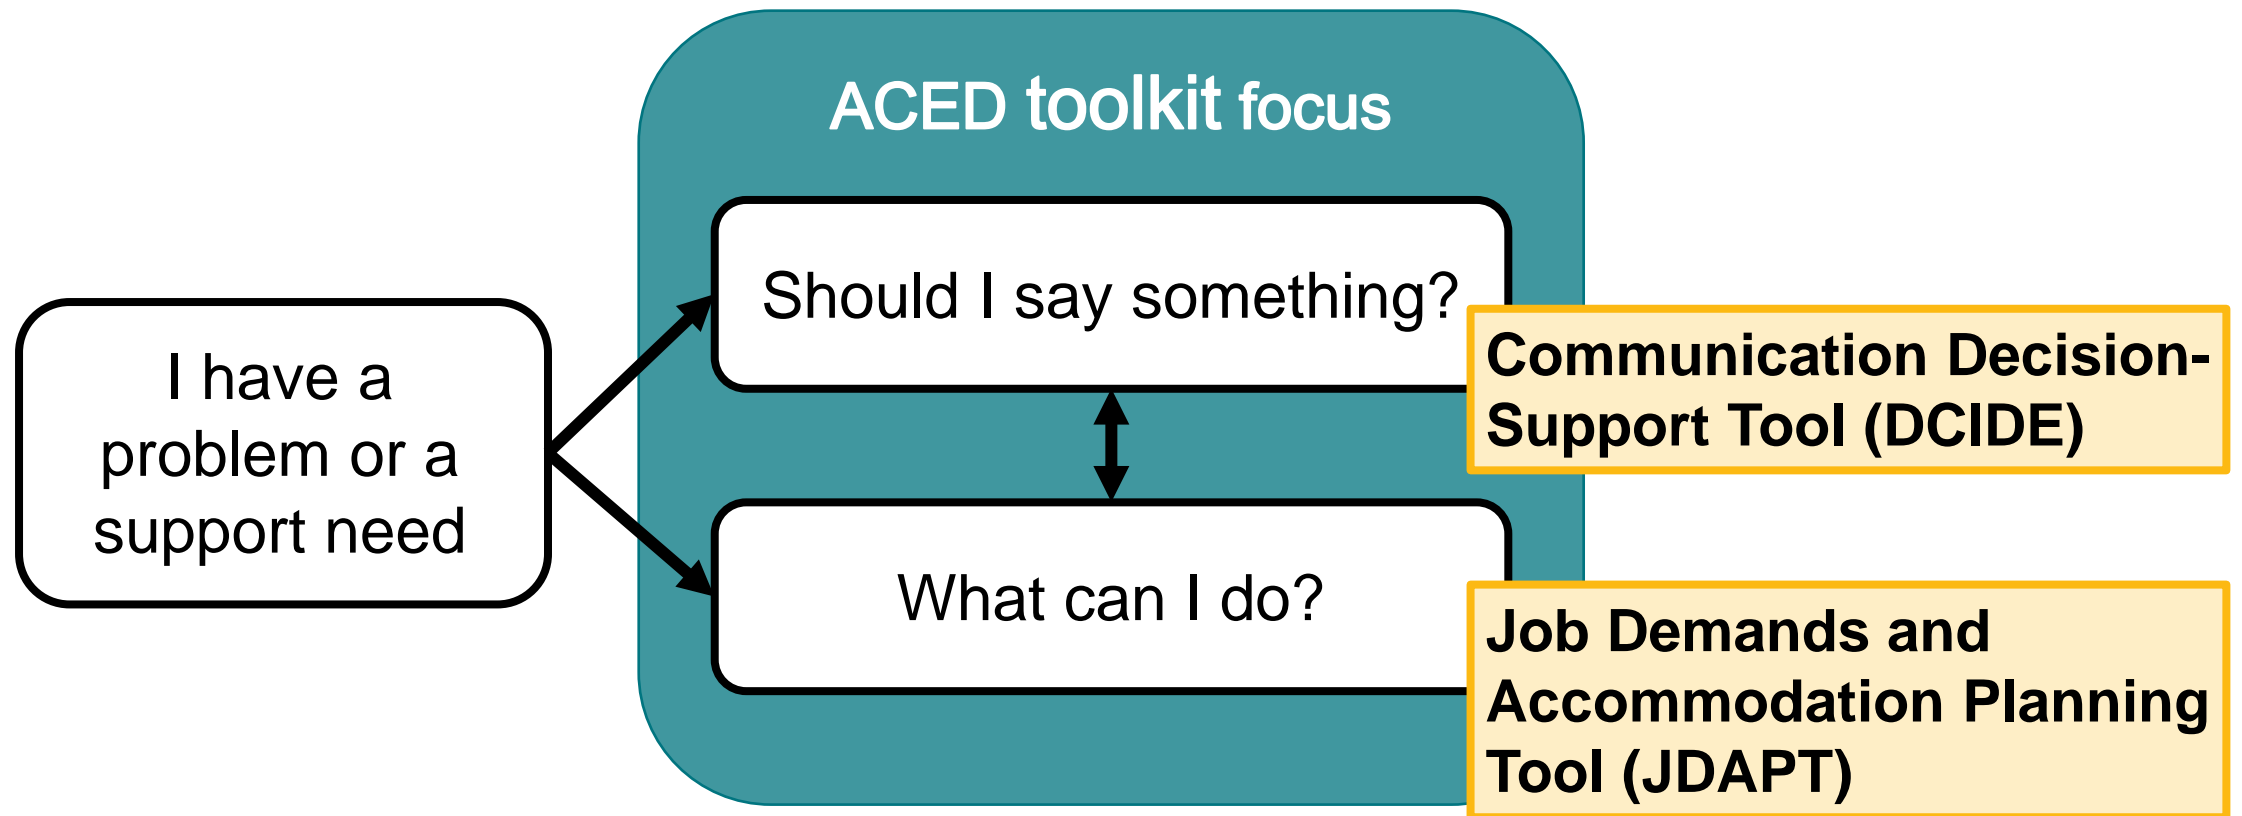 ACED toolkit focus
I have a
problem or a
support need
Should I say something?
Communication Decision-
Support Tool (DCIDE)
What can I do?
Job Demands and
Accommodation Planning
Tool (JDAPT)